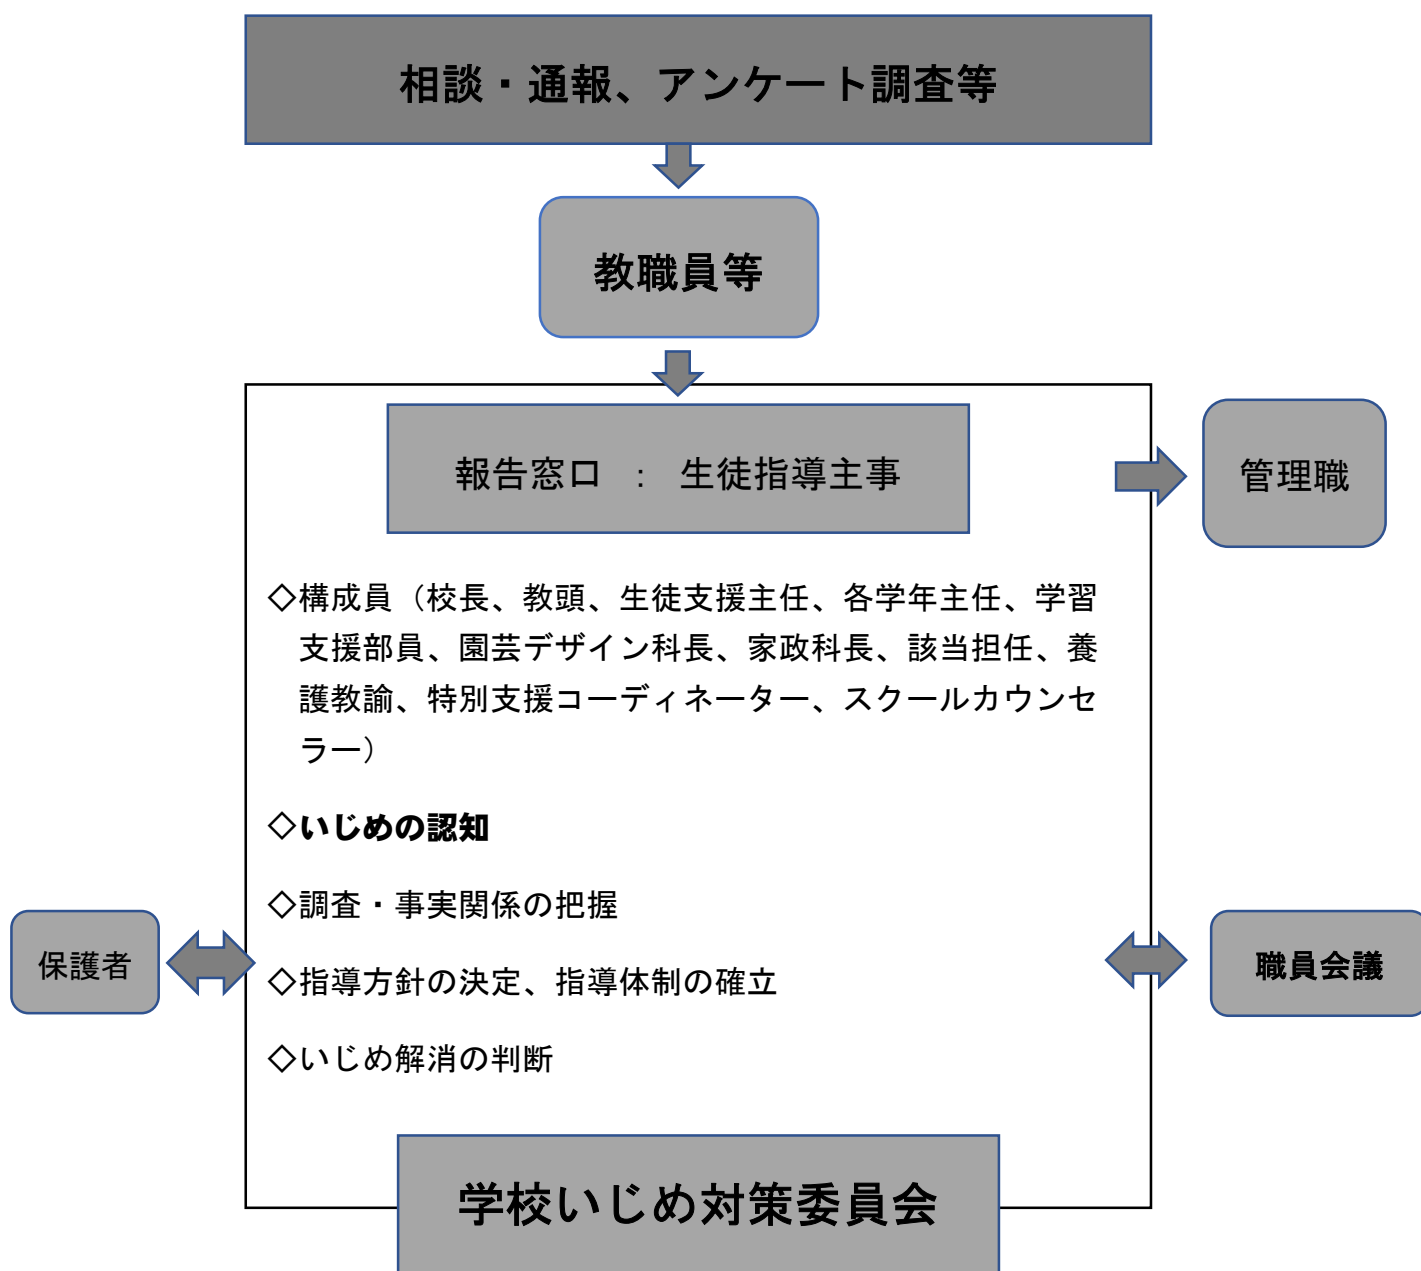 相談・通報、アンケート調査等
教職員等
報告窓口　：　生徒指導主事
管理職
◇構成員（校長、教頭、生徒支援主任、各学年主任、学習
支援部員、園芸デザイン科長、家政科長、該当担任、養
護教諭、特別支援コーディネーター、スクールカウンセ
ラー）
◇いじめの認知
◇調査・事実関係の把握
保護者
職員会議
◇指導方針の決定、指導体制の確立
◇いじめ解消の判断
学校いじめ対策委員会